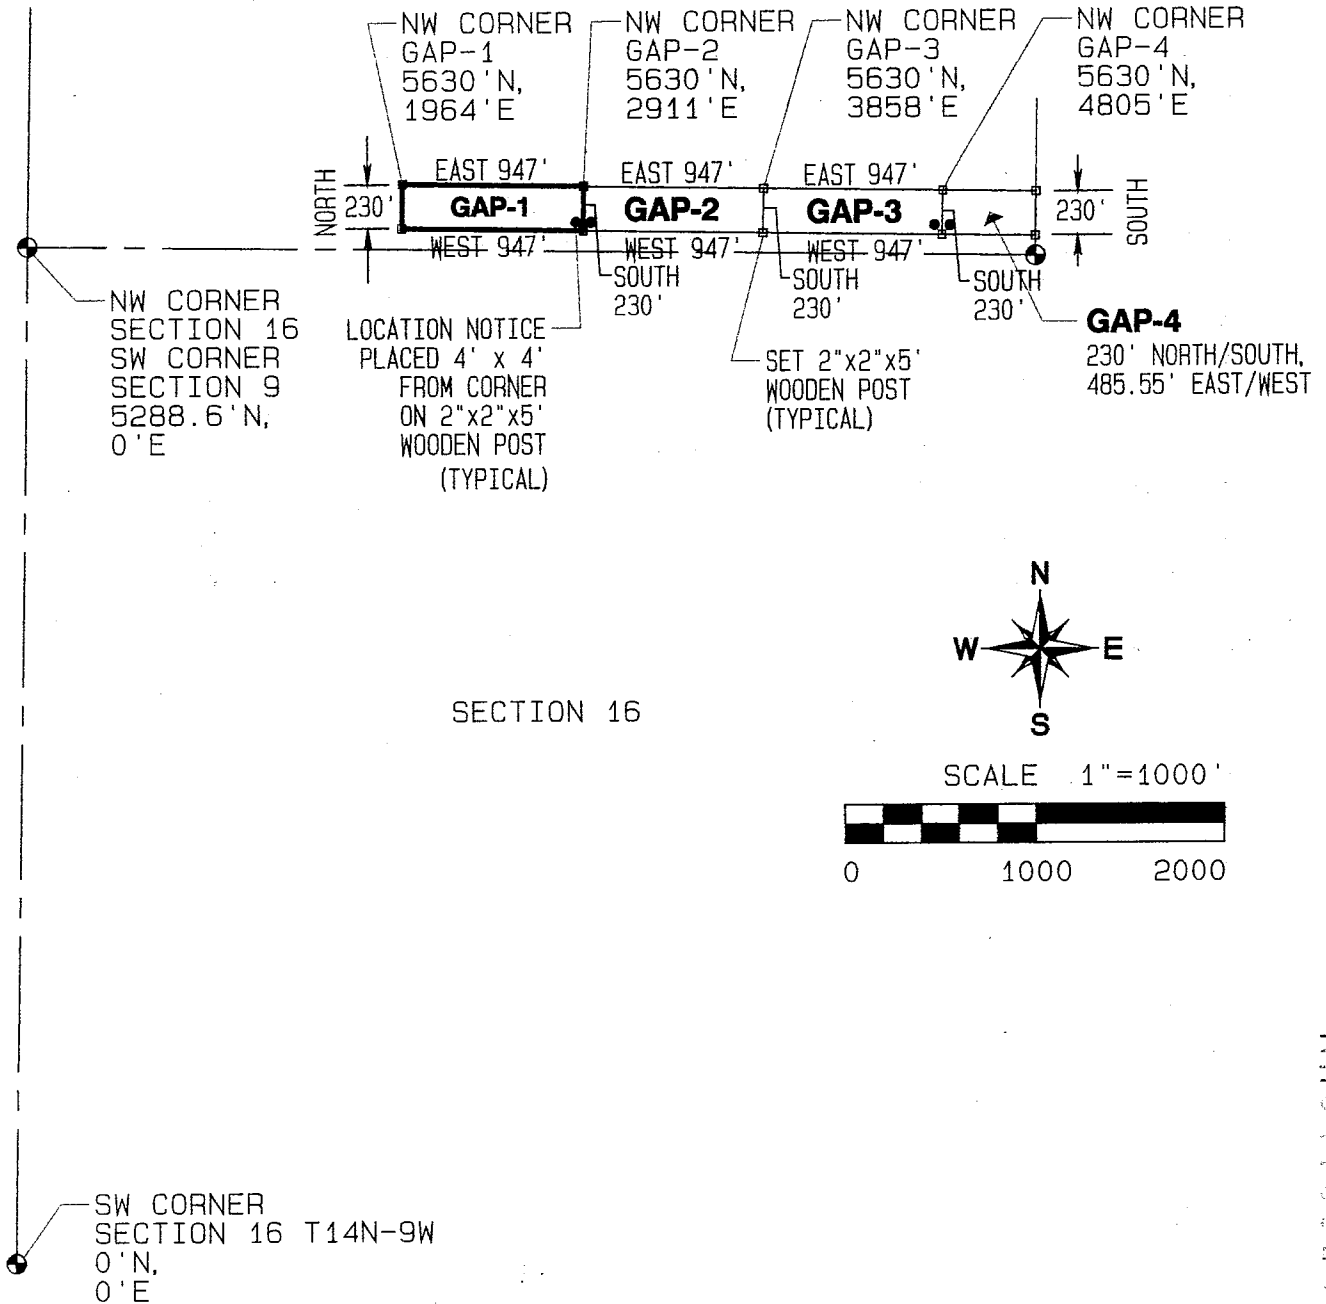 NW CORNER
GAP-1
5630'N,
1964'E
NW CORNER
GAP-2
5630'N,
2911'E
NW CORNER
GAP-3
5630'N,
3858'E
NW CORNER
GAP-4
5630'N,
4805'E
NORTH
230'
EAST 947'
GAP-1
WEST 947'
EAST 947'
GAP-2
WEST 947'
EAST 947'
GAP-3
WEST 947'
230'
SOUTH
SOUTH
230'
SOUTH
230'
SOUTH
230'
GAP-4
230' NORTH/SOUTH,
485.55' EAST/WEST
NW CORNER
SECTION 16
SW CORNER
SECTION 9
5288.6'N,
0'E
LOCATION NOTICE
PLACED 4' x 4'
FROM CORNER
ON 2"x2"x5'
WOODEN POST
(TYPICAL)
SET 2"x2"x5'
WOODEN POST
(TYPICAL)
N
W
E
S
SECTION 16
SCALE 1"=1000'
0 1000 2000
SW CORNER
SECTION 16 T14N-9W
0'N,
0'E